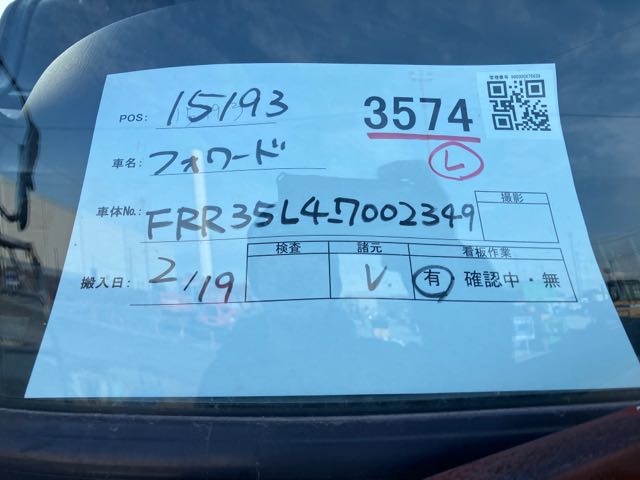 管理番号
POS: 15193
3574
L
車名: フォワード
車体No.: FRR35L4-7002349
撮影
搬入日: 2/19
検査 諸元 看板作業
V 有 確認中・無